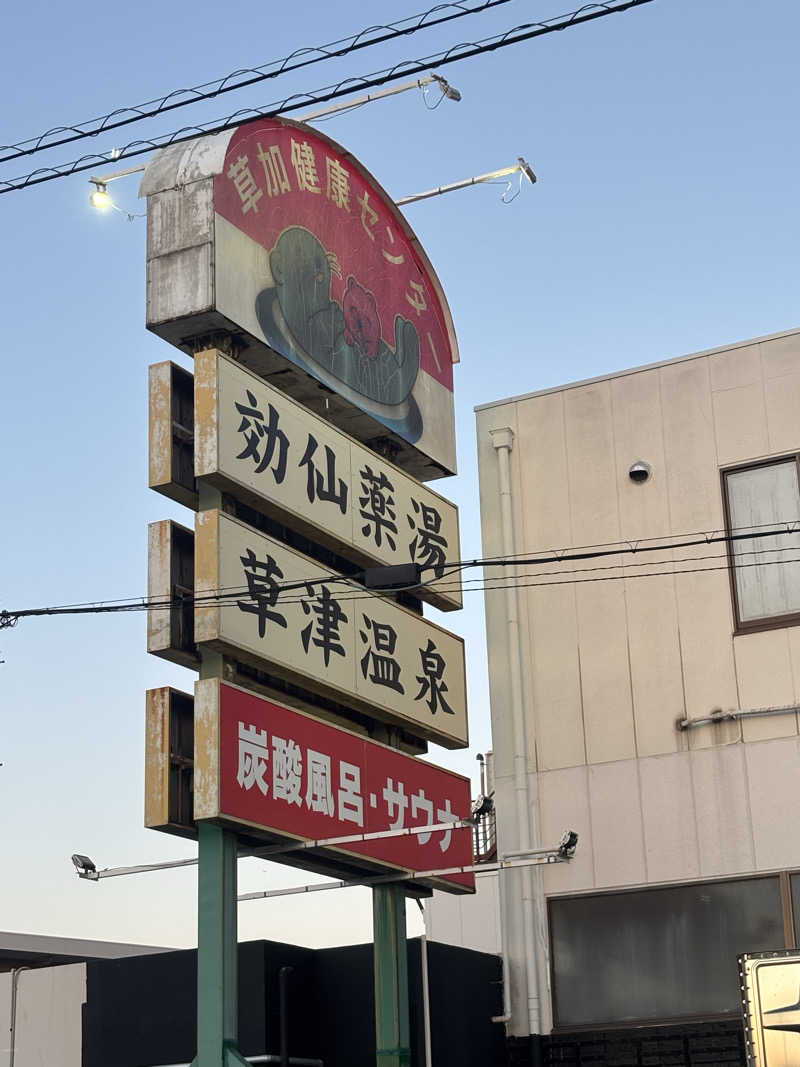 草加健康センター
効仙薬湯
草津温泉
炭酸風呂・サウナ